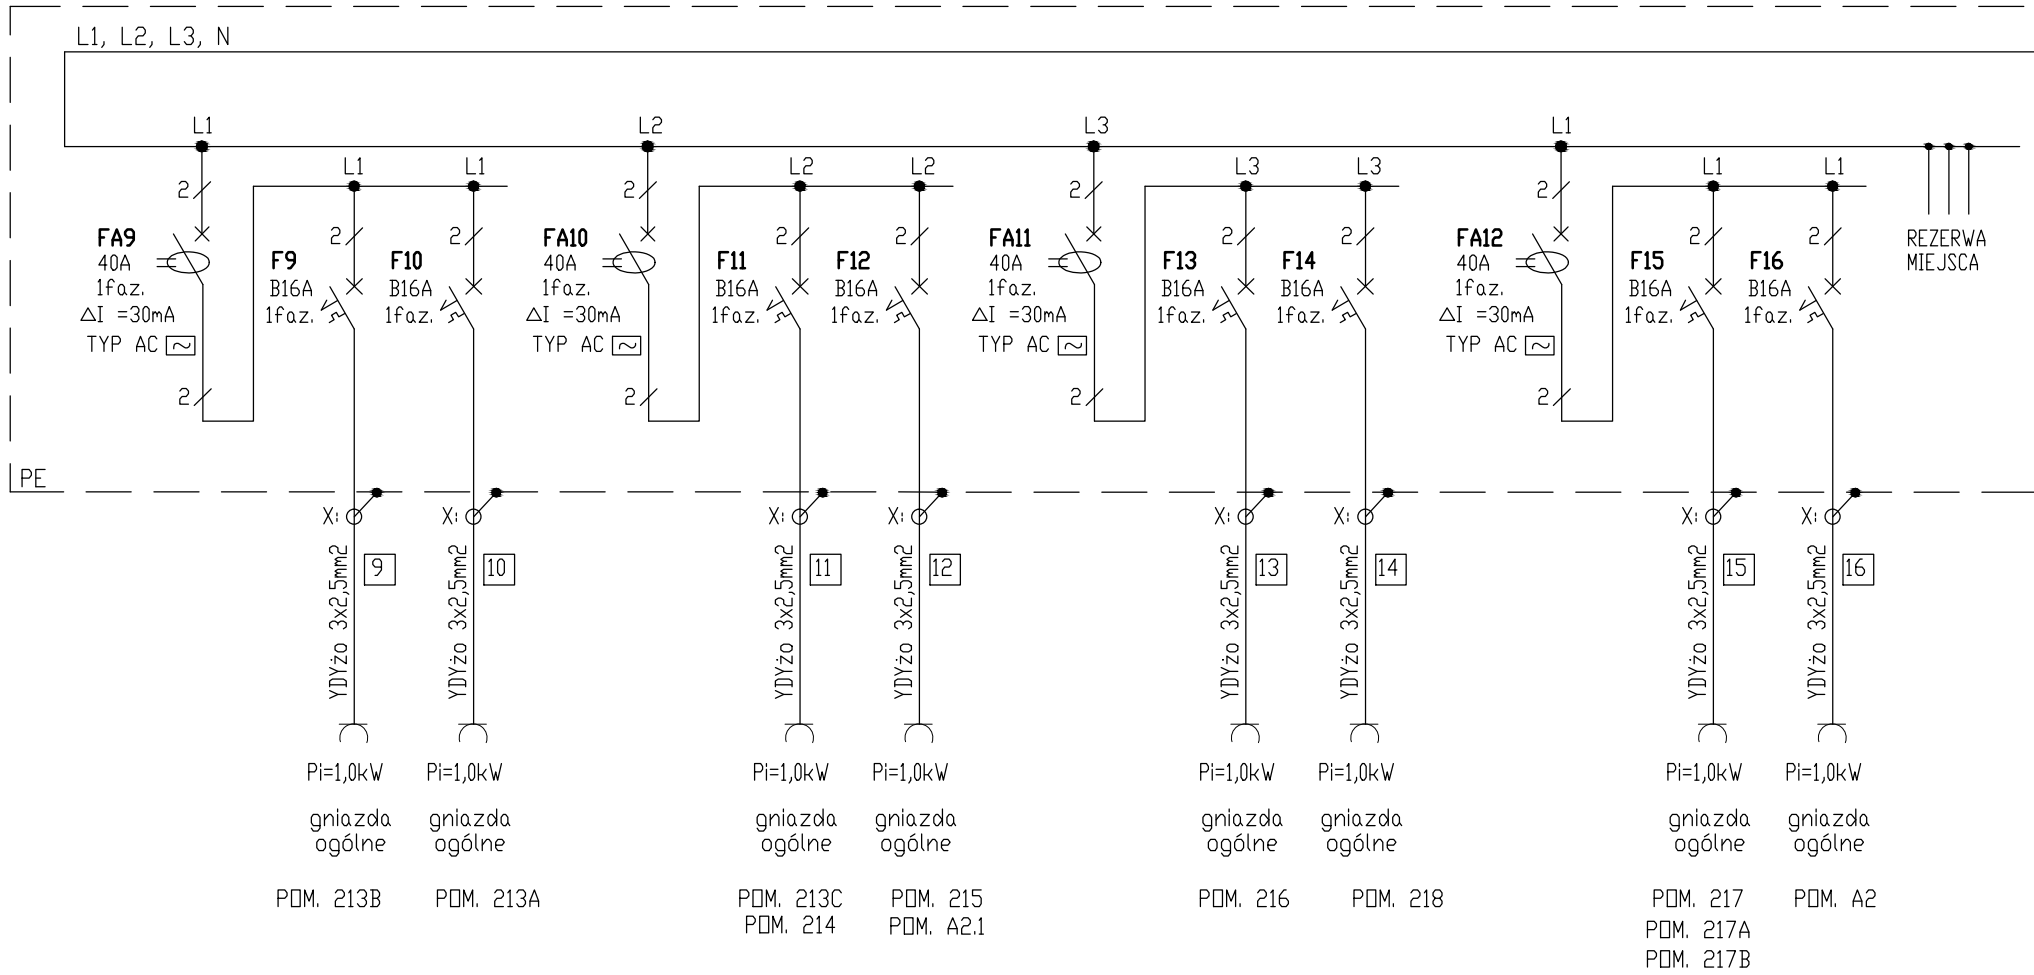 L1, L2, L3, N
L1
L2
L3
L1
L1
L1
L2
L2
L3
L3
L1
L1
2
2
2
2
2
2
2
2
2
2
2
2
FA9
40A
1faz.
ΔI =30mA
TYP AC ~
F9
B16A
1faz.
F10
B16A
1faz.
FA10
40A
1faz.
ΔI =30mA
TYP AC ~
F11
B16A
1faz.
F12
B16A
1faz.
FA11
40A
1faz.
ΔI =30mA
TYP AC ~
F13
B16A
1faz.
F14
B16A
1faz.
FA12
40A
1faz.
ΔI =30mA
TYP AC ~
F15
B16A
1faz.
F16
B16A
1faz.
REZERWA
MIEJSCA
2
2
2
2
PE
X:
X:
X:
X:
X:
X:
X:
X:
YDYżo 3x2,5mm2
9
YDYżo 3x2,5mm2
10
YDYżo 3x2,5mm2
11
YDYżo 3x2,5mm2
12
YDYżo 3x2,5mm2
13
YDYżo 3x2,5mm2
14
YDYżo 3x2,5mm2
15
YDYżo 3x2,5mm2
16
Pi=1,0kW
gniazda
ogólne
POM. 213B
Pi=1,0kW
gniazda
ogólne
POM. 213A
Pi=1,0kW
gniazda
ogólne
POM. 213C
POM. 214
Pi=1,0kW
gniazda
ogólne
POM. 215
POM. A2.1
Pi=1,0kW
gniazda
ogólne
POM. 216
Pi=1,0kW
gniazda
ogólne
POM. 218
Pi=1,0kW
gniazda
ogólne
POM. 217
POM. 217A
POM. 217B
Pi=1,0kW
gniazda
ogólne
POM. A2